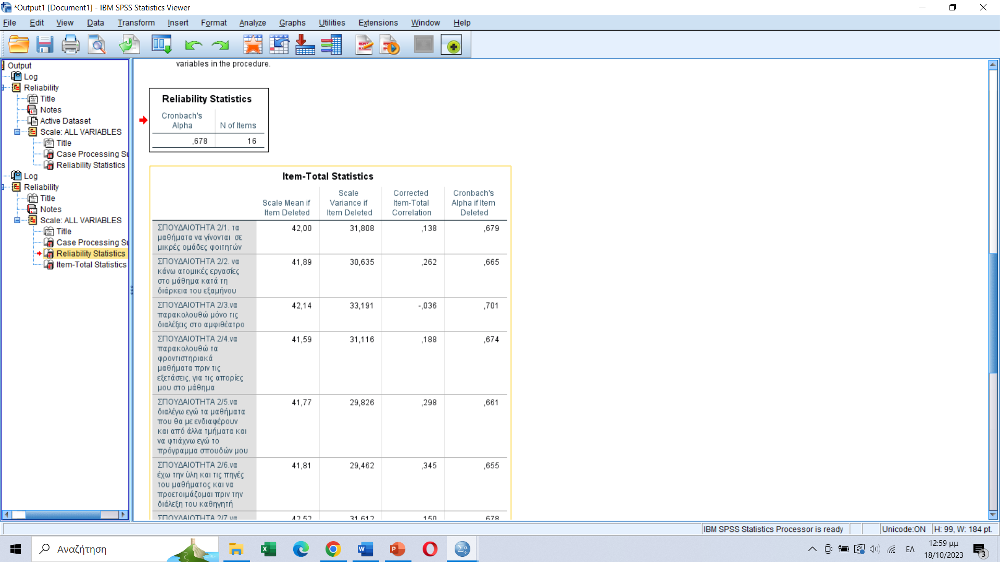 *Output1 [Document1] - IBM SPSS Statistics Viewer
File Edit View Data Transform Insert Format Analyze Graphs Utilities Extensions Window Help
Output
Log
Reliability
Title
Notes
Active Dataset
Scale: ALL VARIABLES
Title
Case Processing Su
Reliability Statistics
Log
Reliability
Title
Notes
Scale: ALL VARIABLES
Title
Case Processing Su
Reliability Statistics
Item-Total Statistics
variables in the procedure.
Reliability Statistics
Cronbach's
Alpha N of Items
,678 16
Item-Total Statistics
Scale Mean if
Item Deleted
Scale
Variance if
Item Deleted
Corrected
Item-Total
Correlation
Cronbach's
Alpha if Item
Deleted
ΣΠΟΥΔΑΙΟΤΗΤΑ 2/1. τα 42,00 31,808 ,138 ,679
μαθήματα να γίνονται σε
μικρές ομάδες φοιτητών
ΣΠΟΥΔΑΙΟΤΗΤΑ 2/2. να 41,89 30,635 ,262 ,665
κάνω ατομικές εργασίες
στο μάθημα κατά τη
διάρκεια του εξαμήνου
ΣΠΟΥΔΑΙΟΤΗΤΑ 2/3.να 42,14 33,191 -,036 ,701
παρακολουθώ μόνο τις
διαλέξεις στο αμφιθέατρο
ΣΠΟΥΔΑΙΟΤΗΤΑ 2/4.να 41,59 31,116 ,188 ,674
παρακολουθώ τα
φροντιστηριακά
μαθήματα πριν τις
εξετάσεις, για τις απορίες
μου στο μάθημα
ΣΠΟΥΔΑΙΟΤΗΤΑ 2/5.να 41,77 29,826 ,298 ,661
διαλέγω εγώ τα μαθήματα
που θα με ενδιαφέρουν
και από άλλα τμήματα και
να φτιάχνω εγώ το
πρόγραμμα σπουδών μου
ΣΠΟΥΔΑΙΟΤΗΤΑ 2/6.να 41,81 29,462 ,345 ,655
έχω την ύλη και τις πηγές
του μαθήματος και να
προετοιμάζομαι πριν την
διάλεξη του καθηγητή
ΣΠΟΥΔΑΙΟΤΗΤΑ 2/7.να 42,52 31,612 ,150 ,678
IBM SPSS Statistics Processor is ready Unicode:ON H: 99, W: 184 pt.
Αναζήτηση
ΕΛ
12:59 μμ
18/10/2023
3